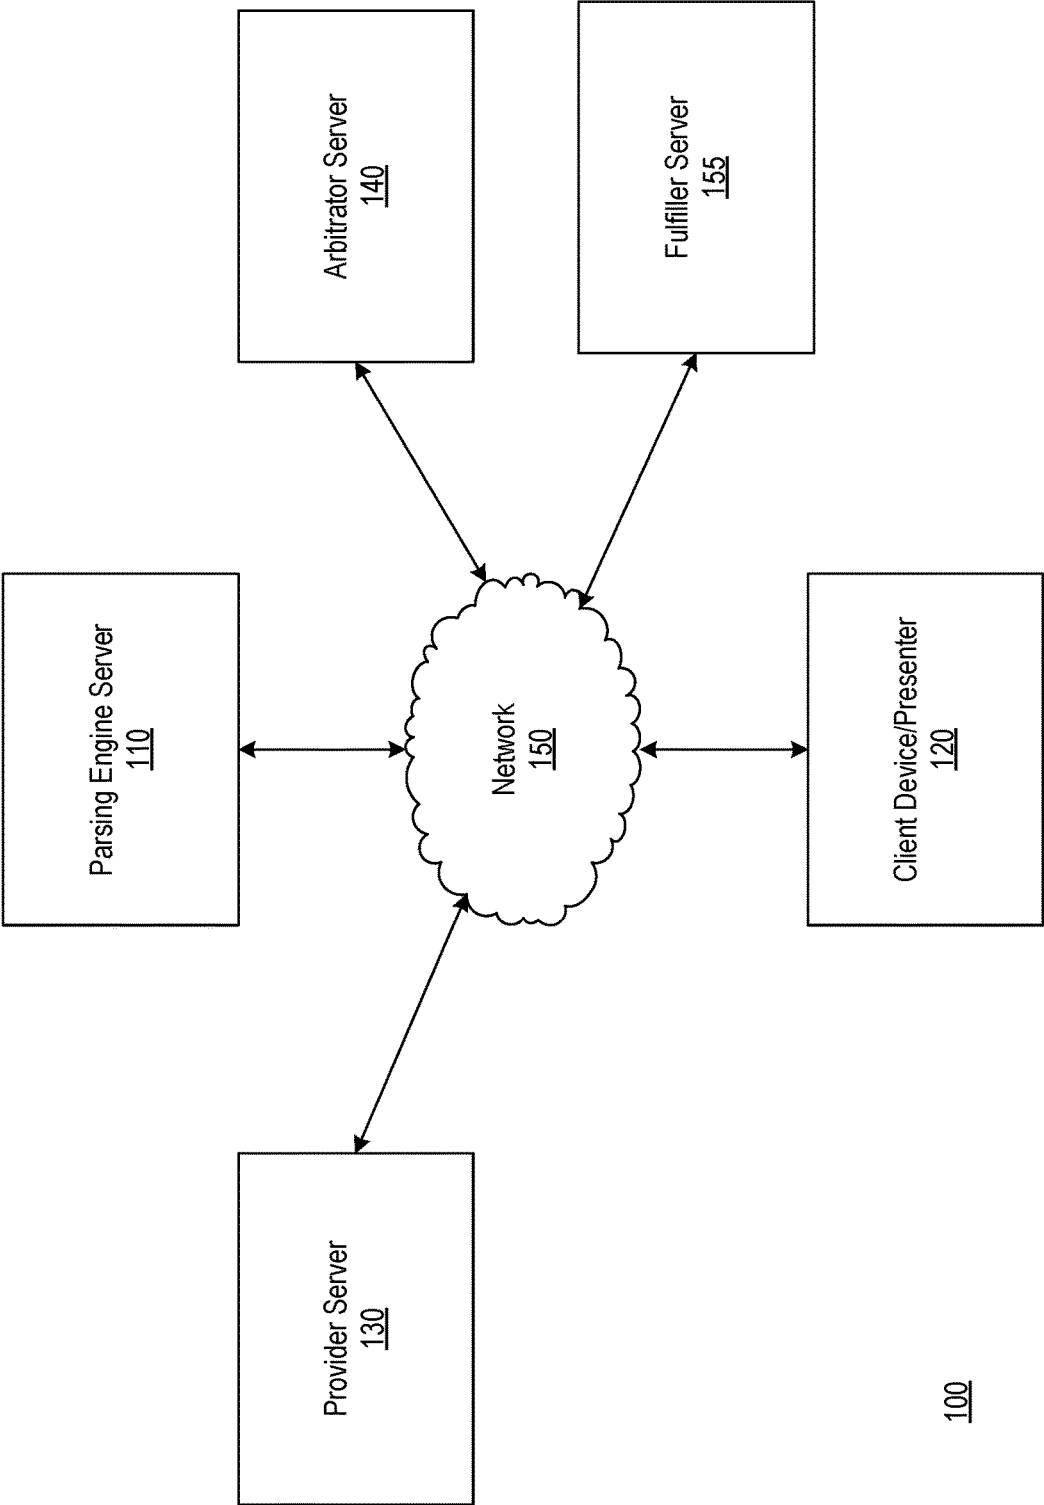 Parsing Engine Server
110
Provider Server
130
Arbitrator Server
140
Network
150
Fulfiller Server
155
Client Device/Presenter
120
100